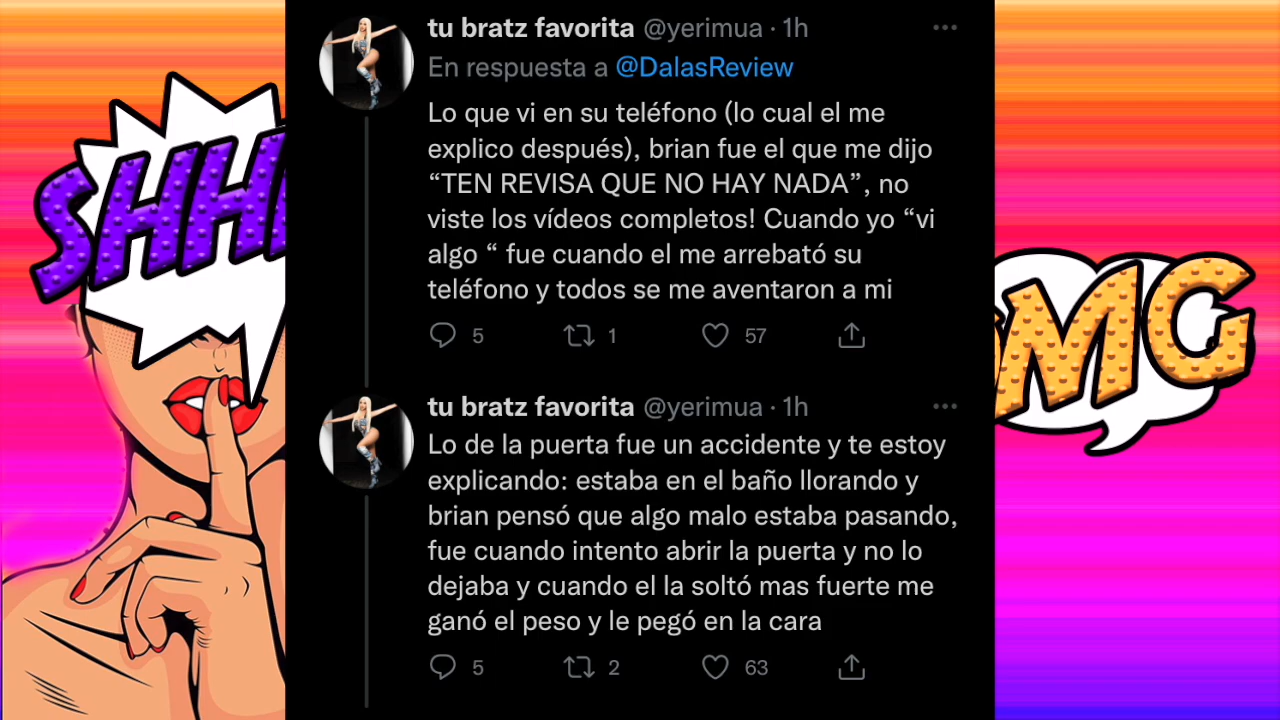 tu bratz favorita @yerimua · 1h
En respuesta a @DalasReview
Lo que vi en su teléfono (lo cual el me
explico después), brian fue el que me dijo
“TEN REVISA QUE NO HAY NADA”, no
viste los vídeos completos! Cuando yo “vi
algo “ fue cuando el me arrebató su
teléfono y todos se me aventaron a mi
5 1 57
tu bratz favorita @yerimua · 1h
Lo de la puerta fue un accidente y te estoy
explicando: estaba en el baño llorando y
brian pensó que algo malo estaba pasando,
fue cuando intento abrir la puerta y no lo
dejaba y cuando el la soltó mas fuerte me
ganó el peso y le pegó en la cara
5 2 63
SHH
MG